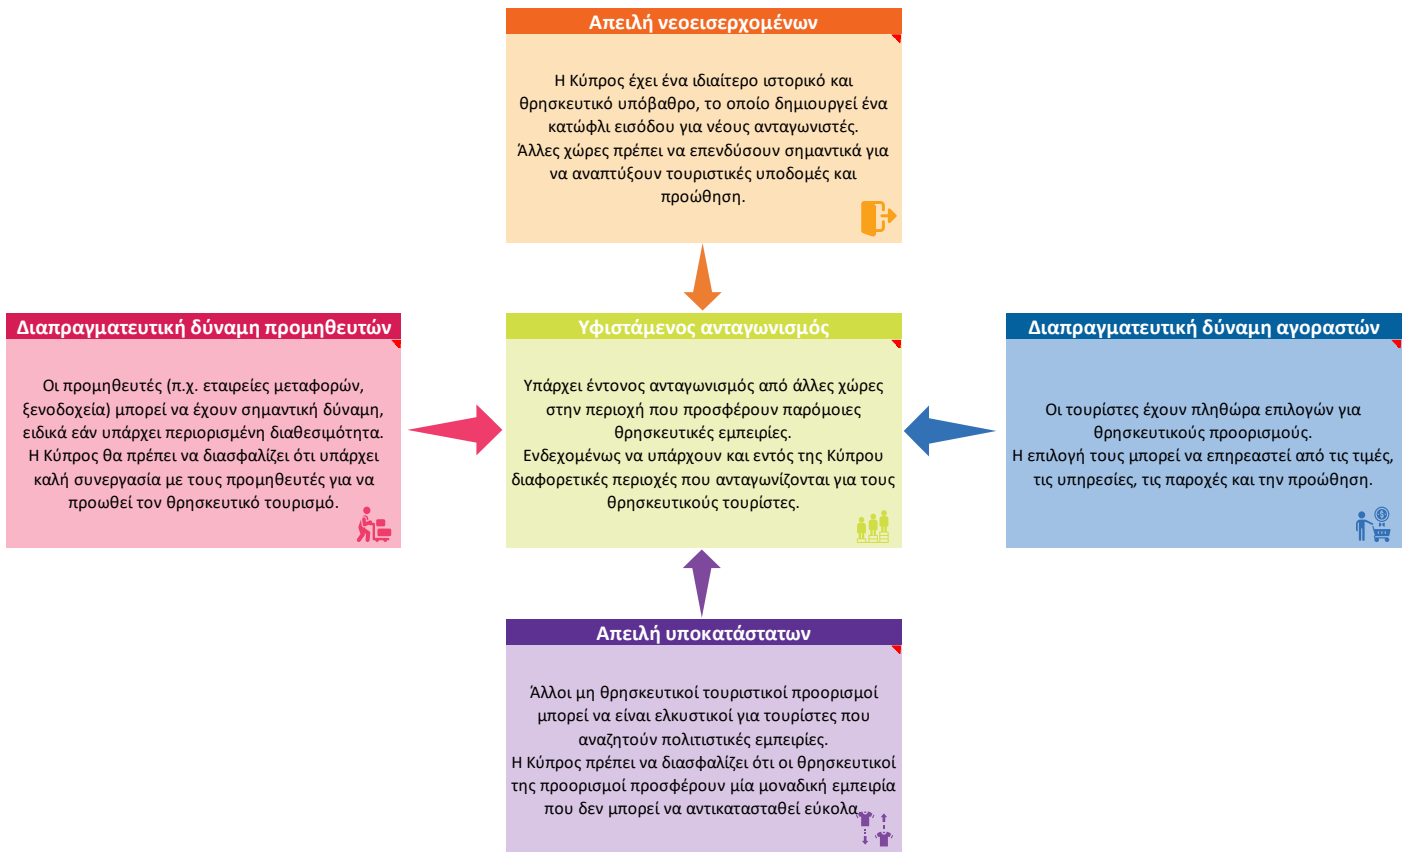 Απειλή νεοεισερχομένων
Η Κύπρος έχει ένα ιδιαίτερο ιστορικό και
θρησκευτικό υπόβαθρο, το οποίο δημιουργεί ένα
κατώφλι εισόδου για νέους ανταγωνιστές.
Άλλες χώρες πρέπει να επενδύσουν σημαντικά για
να αναπτύξουν τουριστικές υποδομές και
προώθηση.
Διαπραγματευτική δύναμη προμηθευτών
Οι προμηθευτές (π.χ. εταιρείες μεταφορών,
ξενοδοχεία) μπορεί να έχουν σημαντική δύναμη,
ειδικά εάν υπάρχει περιορισμένη διαθεσιμότητα.
Η Κύπρος θα πρέπει να διασφαλίζει ότι υπάρχει
καλή συνεργασία με τους προμηθευτές για να
προωθεί τον θρησκευτικό τουρισμό.
Υφιστάμενος ανταγωνισμός
Υπάρχει έντονος ανταγωνισμός από άλλες χώρες
στην περιοχή που προσφέρουν παρόμοιες
θρησκευτικές εμπειρίες.
Ενδεχομένως να υπάρχουν και εντός της Κύπρου
διαφορετικές περιοχές που ανταγωνίζονται για τους
θρησκευτικούς τουρίστες.
Διαπραγματευτική δύναμη αγοραστών
Οι τουρίστες έχουν πληθώρα επιλογών για
θρησκευτικούς προορισμούς.
Η επιλογή τους μπορεί να επηρεαστεί από τις τιμές,
τις υπηρεσίες, τις παροχές και την προώθηση.
Απειλή υποκατάστατων
Άλλοι μη θρησκευτικοί τουριστικοί προορισμοί
μπορεί να είναι ελκυστικοί για τουρίστες που
αναζητούν πολιτιστικές εμπειρίες.
Η Κύπρος πρέπει να διασφαλίζει ότι οι θρησκευτικοί
της προορισμοί προσφέρουν μία μοναδική εμπειρία
που δεν μπορεί να αντικατασταθεί εύκολα.